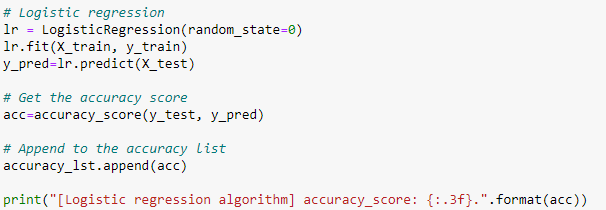 # Logistic regression
lr = LogisticRegression(random_state=0)
lr.fit(X_train, y_train)
y_pred=lr.predict(X_test)
# Get the accuracy score
acc=accuracy_score(y_test, y_pred)
# Append to the accuracy list
accuracy_lst.append(acc)
print("[Logistic regression algorithm] accuracy_score: {:.3f}.".format(acc))